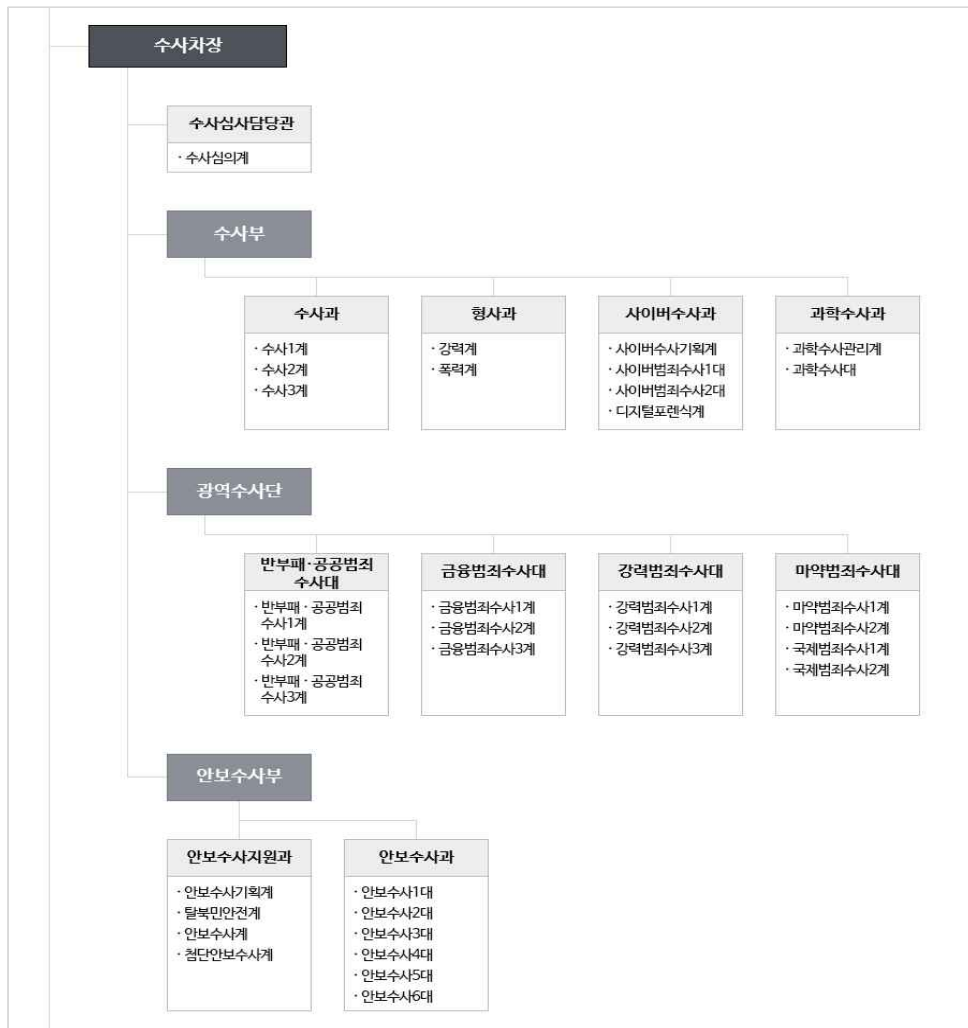 수사차장
수사심사담당관
· 수사심의계
수사부
수사과
· 수사1계
· 수사2계
· 수사3계
형사과
· 강력계
· 폭력계
사이버수사과
· 사이버수사기획계
· 사이버범죄수사1대
· 사이버범죄수사2대
· 디지털포렌식계
과학수사과
· 과학수사관리계
· 과학수사대
광역수사단
반부패·공공범죄
수사대
· 반부패 · 공공범죄
수사1계
· 반부패 · 공공범죄
수사2계
· 반부패 · 공공범죄
수사3계
금융범죄수사대
· 금융범죄수사1계
· 금융범죄수사2계
· 금융범죄수사3계
강력범죄수사대
· 강력범죄수사1계
· 강력범죄수사2계
· 강력범죄수사3계
마약범죄수사대
· 마약범죄수사1계
· 마약범죄수사2계
· 국제범죄수사1계
· 국제범죄수사2계
안보수사부
안보수사지원과
· 안보수사기획계
· 탈북민안전계
· 안보수사계
· 첨단안보수사계
안보수사과
· 안보수사1대
· 안보수사2대
· 안보수사3대
· 안보수사4대
· 안보수사5대
· 안보수사6대